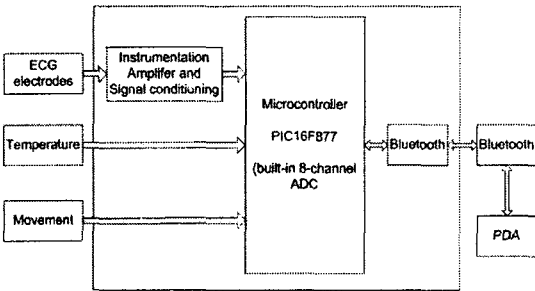 ECG
electrodes
Instrumentation
Amplifer and
Signal conditioning
Temperature
Movement
Microcontroller
PIC16F877
(built-in 8-channel
ADC
Bluetooth
Bluetooth
PDA